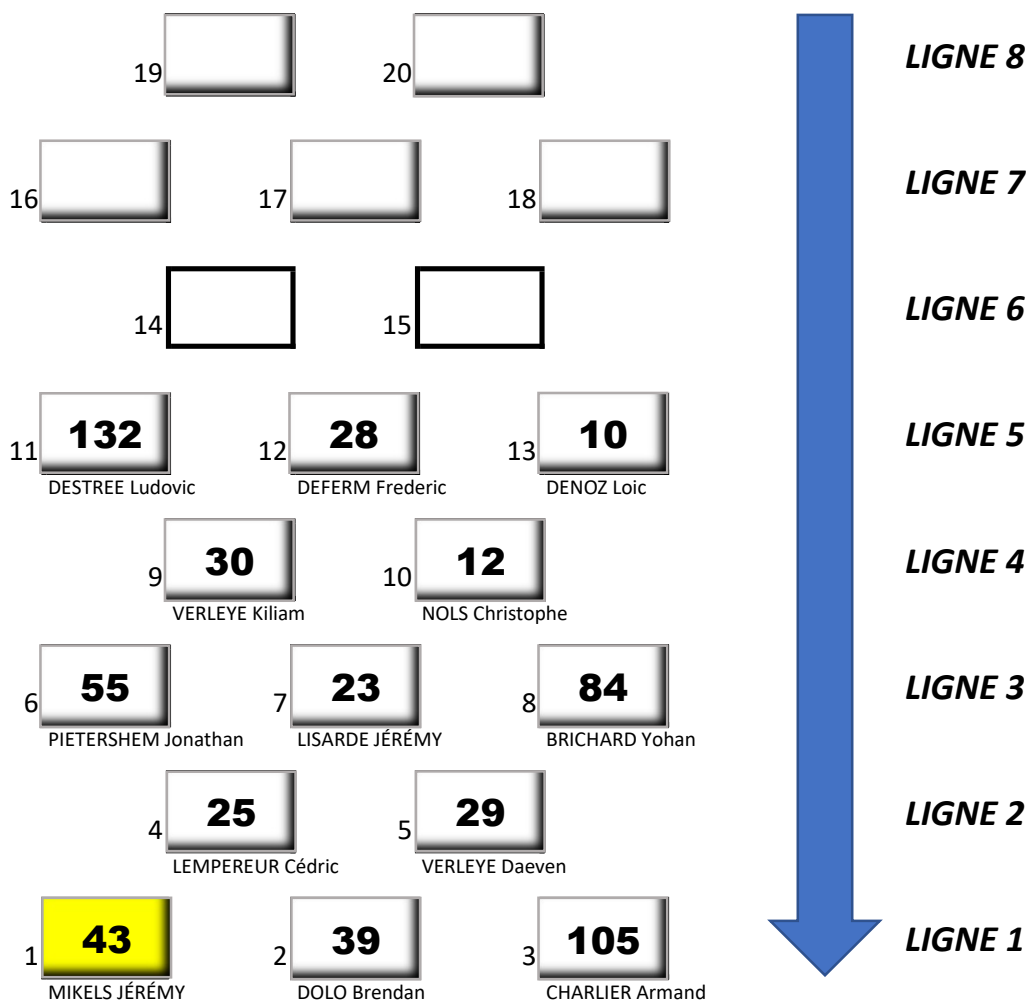 19 20 LIGNE 8
16 17 18 LIGNE 7
14 15 LIGNE 6
11 132 12 28 13 10 LIGNE 5
DESTREE Ludovic DEFERM Frederic DENOZ Loic
9 30 10 12 LIGNE 4
VERLEYE Kiliam NOLS Christophe
6 55 7 23 8 84 LIGNE 3
PIETERSHEM Jonathan LISARDE JÉRÉMY BRICHARD Yohan
4 25 5 29 LIGNE 2
LEMPEREUR Cédric VERLEYE Daeven
1 43 2 39 3 105 LIGNE 1
MIKELS JÉRÉMY DOLO Brendan CHARLIER Armand